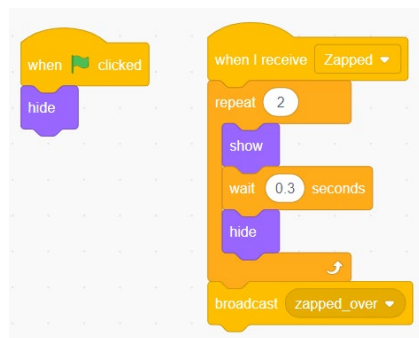 when clicked
hide
when I receive Zapped
repeat 2
show
wait 0.3 seconds
hide
broadcast zapped_over